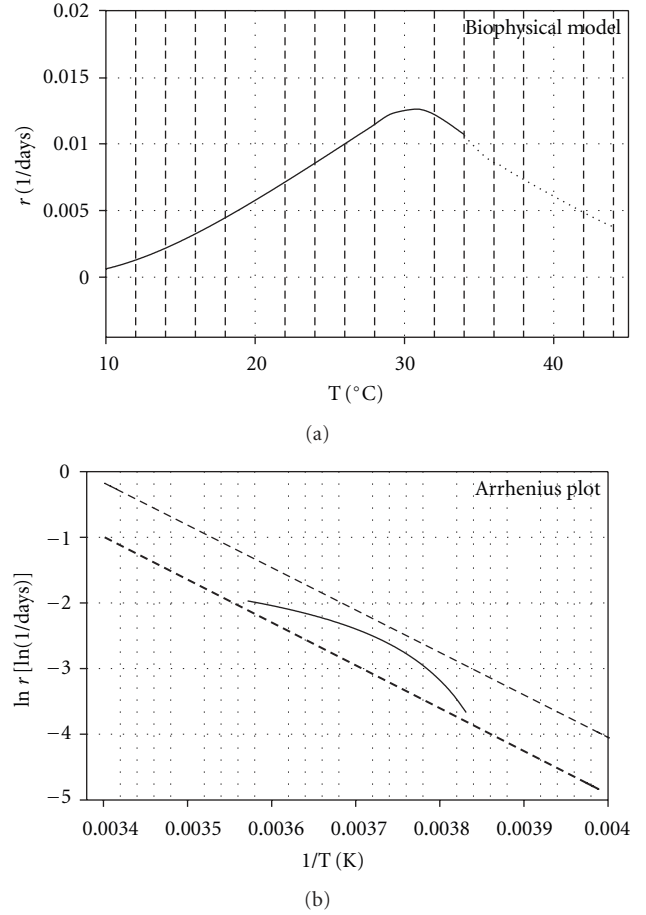 Biophysical model
0.02
0.015
0.01
0.005
0
r (1/days)
10
20
30
40
T (°C)
(a)
Arrhenius plot
0
−1
−2
−3
−4
−5
ln r [ln(1/days)]
0.0034
0.0035
0.0036
0.0037
0.0038
0.0039
0.004
1/T (K)
(b)